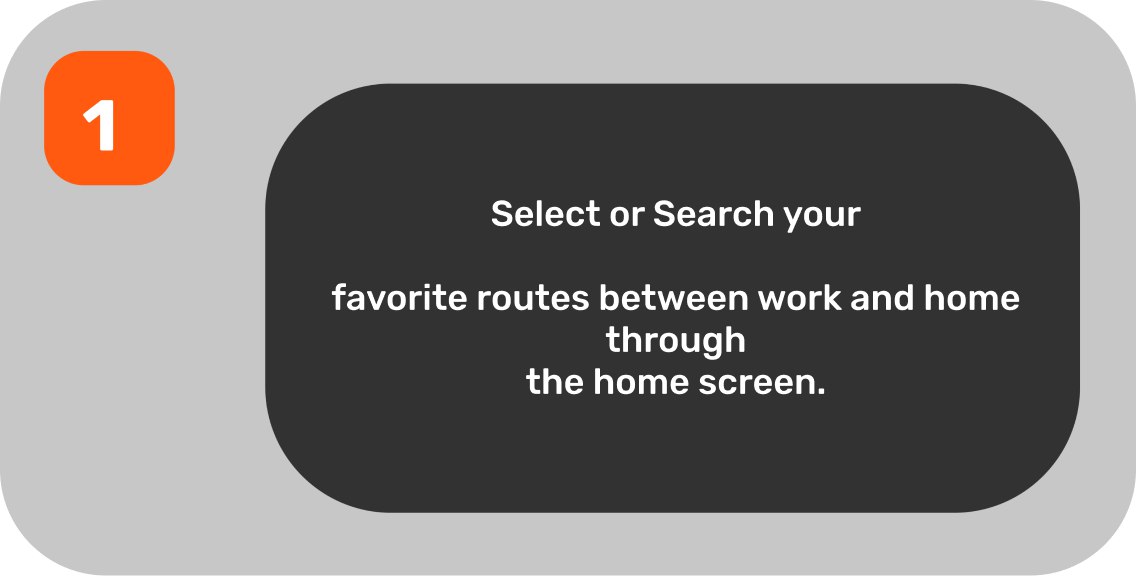 1
Select or Search your
favorite routes between work and home
through
the home screen.